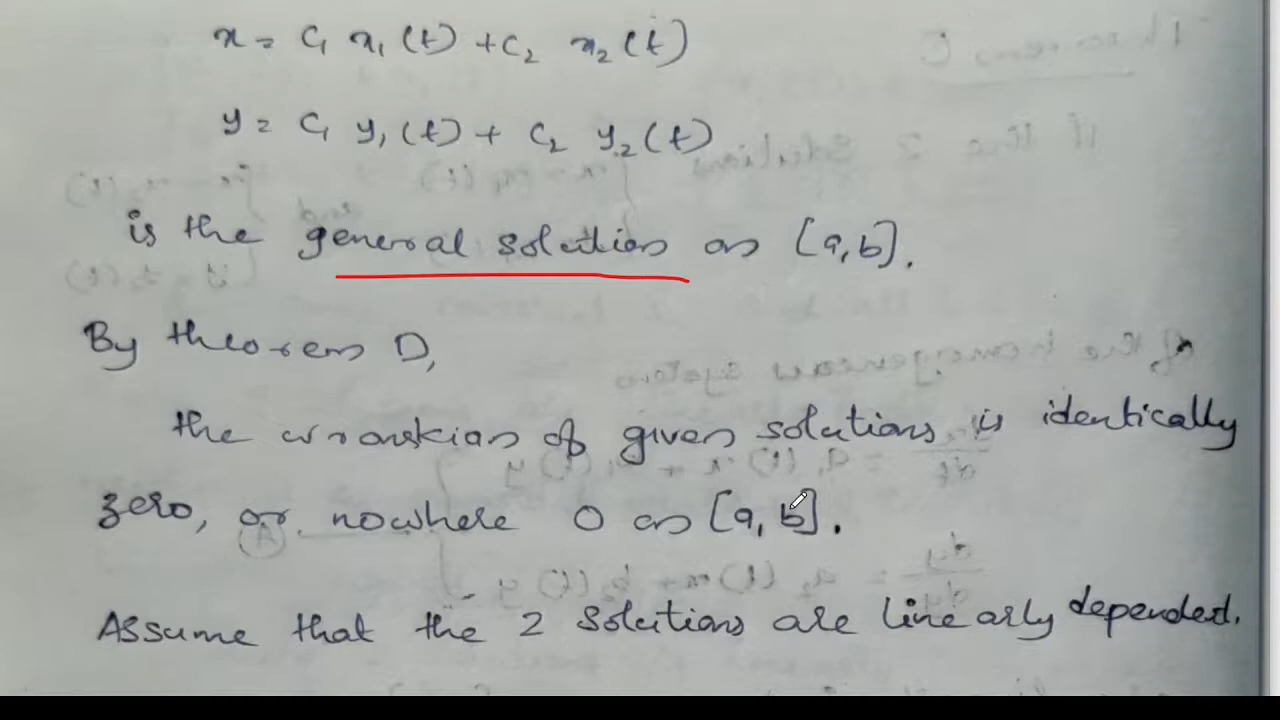 x = C1 x1(t) + C2 x2(t)
y = C1 y1(t) + C2 y2(t)
is the general solution on [a,b].
By theorem D,
the wronskian of given solutions is identically
zero, or nowhere 0 on [a,b].
Assume that the 2 solutions are linearly dependent.